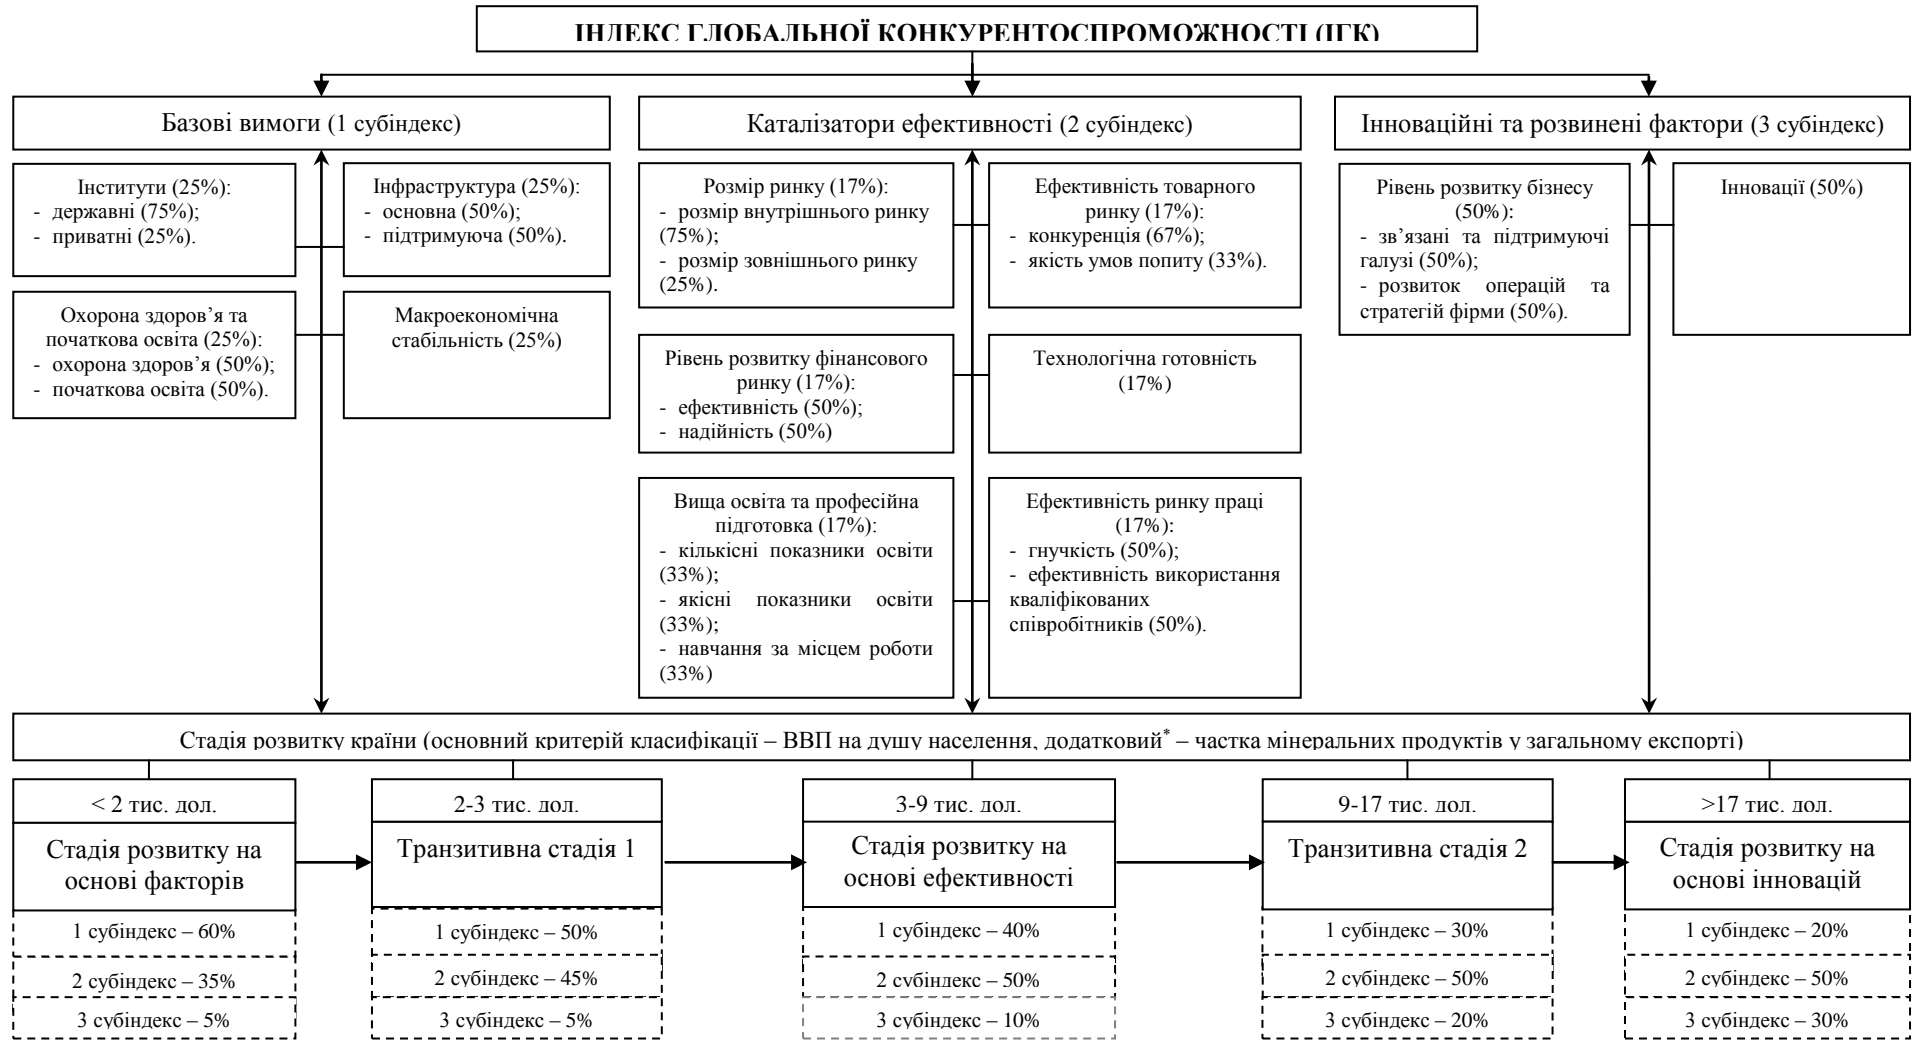 ІНДЕКС ГЛОБАЛЬНОЇ КОНКУРЕНТОСПРОМОЖНОСТІ (ІГК)
Базові вимоги (1 субіндекс)
Каталізатори ефективності (2 субіндекс)
Інноваційні та розвинені фактори (3 субіндекс)
Інститути (25%):
- державні (75%);
- приватні (25%).
Інфраструктура (25%):
- основна (50%);
- підтримуюча (50%).
Охорона здоров’я та
початкова освіта (25%):
- охорона здоров’я (50%);
- початкова освіта (50%).
Макроекономічна
стабільність (25%)
Розмір ринку (17%):
- розмір внутрішнього ринку
(75%);
- розмір зовнішнього ринку
(25%).
Ефективність товарного
ринку (17%):
- конкуренція (67%);
- якість умов попиту (33%).
Рівень розвитку фінансового
ринку (17%):
- ефективність (50%);
- надійність (50%)
Технологічна готовність
(17%)
Вища освіта та професійна
підготовка (17%):
- кількісні показники освіти
(33%);
- якісні показники освіти
(33%);
- навчання за місцем роботи
(33%)
Ефективність ринку праці
(17%):
- гнучкість (50%);
- ефективність використання
кваліфікованих
співробітників (50%).
Рівень розвитку бізнесу
(50%):
- зв’язані та підтримуючі
галузі (50%);
- розвиток операцій та
стратегій фірми (50%).
Інновації (50%)
Стадія розвитку країни (основний критерій класифікації – ВВП на душу населення, додатковий* – частка мінеральних продуктів у загальному експорті)
< 2 тис. дол.
Стадія розвитку на
основі факторів
1 субіндекс – 60%
2 субіндекс – 35%
3 субіндекс – 5%
2-3 тис. дол.
Транзитивна стадія 1
1 субіндекс – 50%
2 субіндекс – 45%
3 субіндекс – 5%
3-9 тис. дол.
Стадія розвитку на
основі ефективності
1 субіндекс – 40%
2 субіндекс – 50%
3 субіндекс – 10%
9-17 тис. дол.
Транзитивна стадія 2
1 субіндекс – 30%
2 субіндекс – 50%
3 субіндекс – 20%
>17 тис. дол.
Стадія розвитку на
основі інновацій
1 субіндекс – 20%
2 субіндекс – 50%
3 субіндекс – 30%